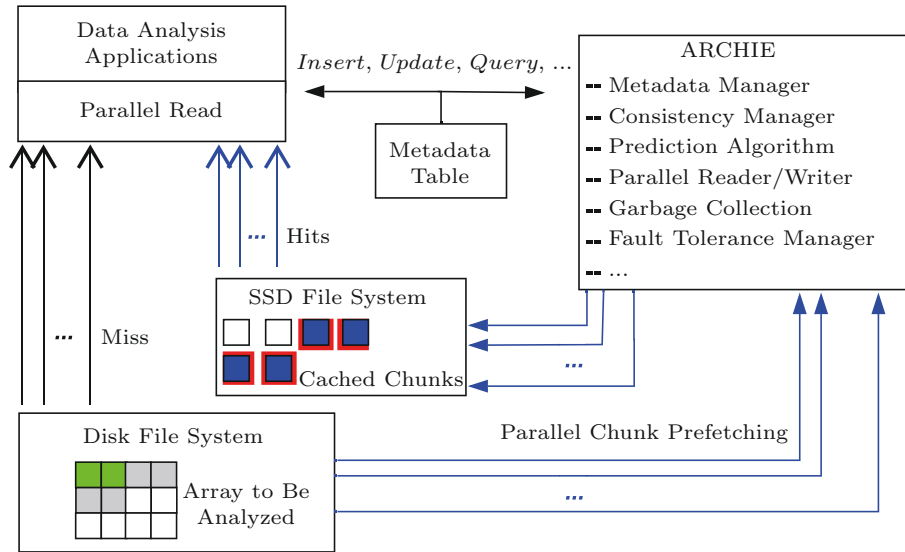 Data Analysis
Applications
Parallel Read
Insert, Update, Query, ...
Metadata
Table
ARCHIE
-- Metadata Manager
-- Consistency Manager
-- Prediction Algorithm
-- Parallel Reader/Writer
-- Garbage Collection
-- Fault Tolerance Manager
-- ...
... Hits
... Miss
SSD File System
Cached Chunks
...
Disk File System
Array to Be
Analyzed
Parallel Chunk Prefetching
...